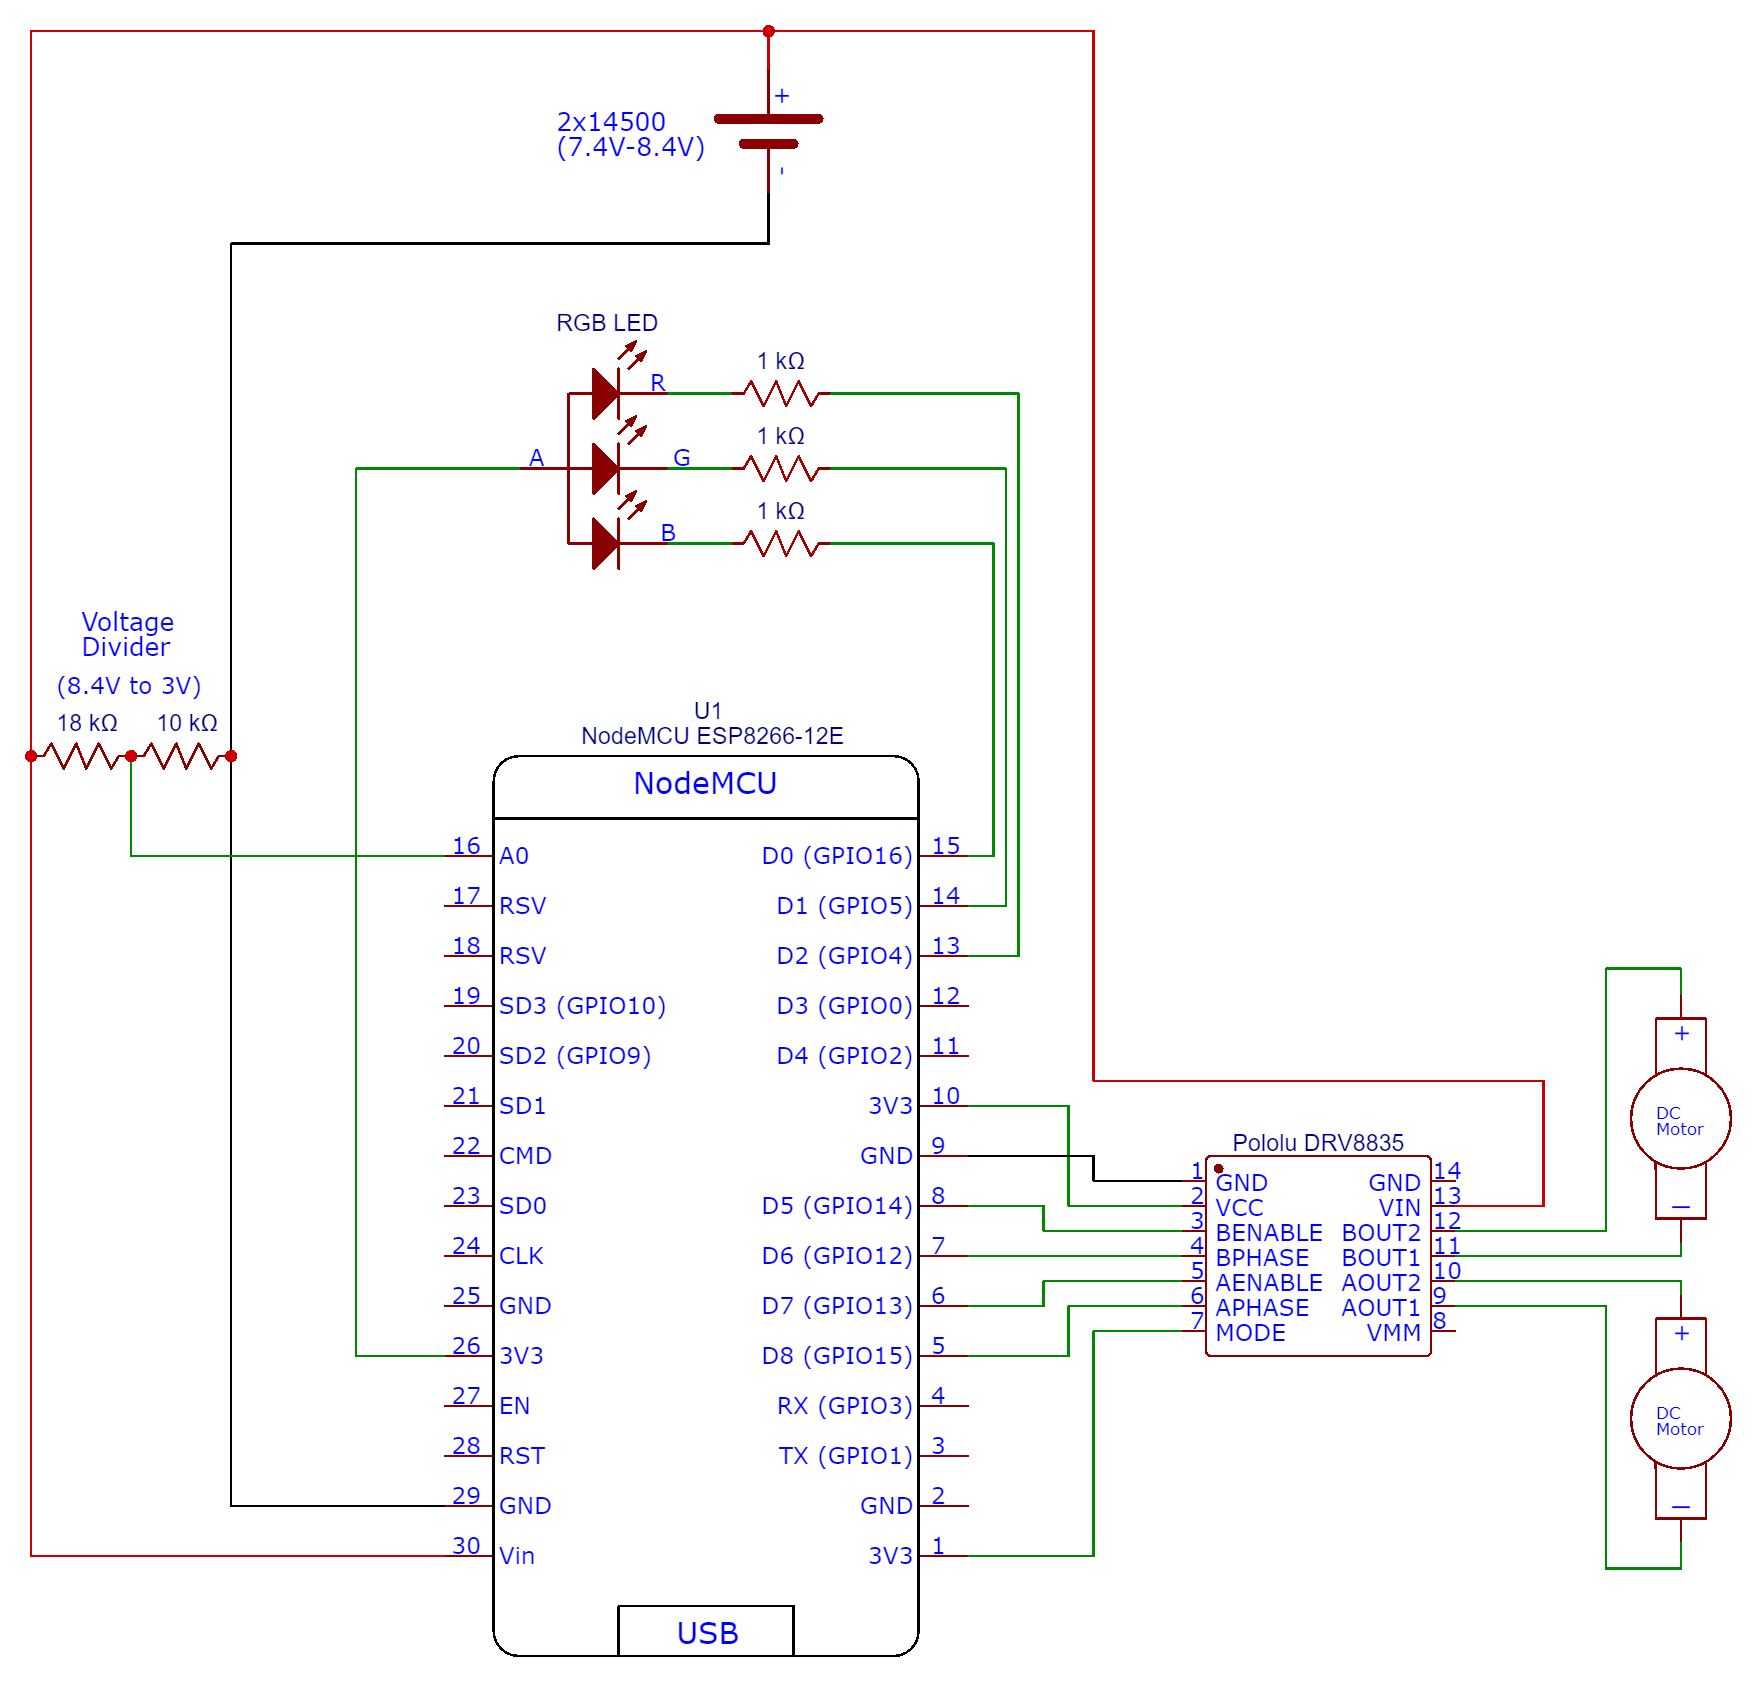 +
2x14500
(7.4V-8.4V)
-
RGB LED
R
1 kΩ
A
G
1 kΩ
B
1 kΩ
Voltage
Divider
(8.4V to 3V)
18 kΩ
10 kΩ
U1
NodeMCU ESP8266-12E
NodeMCU
16 A0
17 RSV
18 RSV
19 SD3 (GPIO10)
20 SD2 (GPIO9)
21 SD1
22 CMD
23 SD0
24 CLK
25 GND
26 3V3
27 EN
28 RST
29 GND
30 Vin
D0 (GPIO16) 15
D1 (GPIO5) 14
D2 (GPIO4) 13
D3 (GPIO0) 12
D4 (GPIO2) 11
3V3 10
GND 9
D5 (GPIO14) 8
D6 (GPIO12) 7
D7 (GPIO13) 6
D8 (GPIO15) 5
RX (GPIO3) 4
TX (GPIO1) 3
GND 2
3V3 1
USB
Pololu DRV8835
1 GND
2 VCC
3 BENABLE
4 BPHASE
5 AENABLE
6 APHASE
7 MODE
GND 14
VIN 13
BOUT2 12
BOUT1 11
AOUT2 10
AOUT1 9
VMM 8
+
DC
Motor
–
+
DC
Motor
–